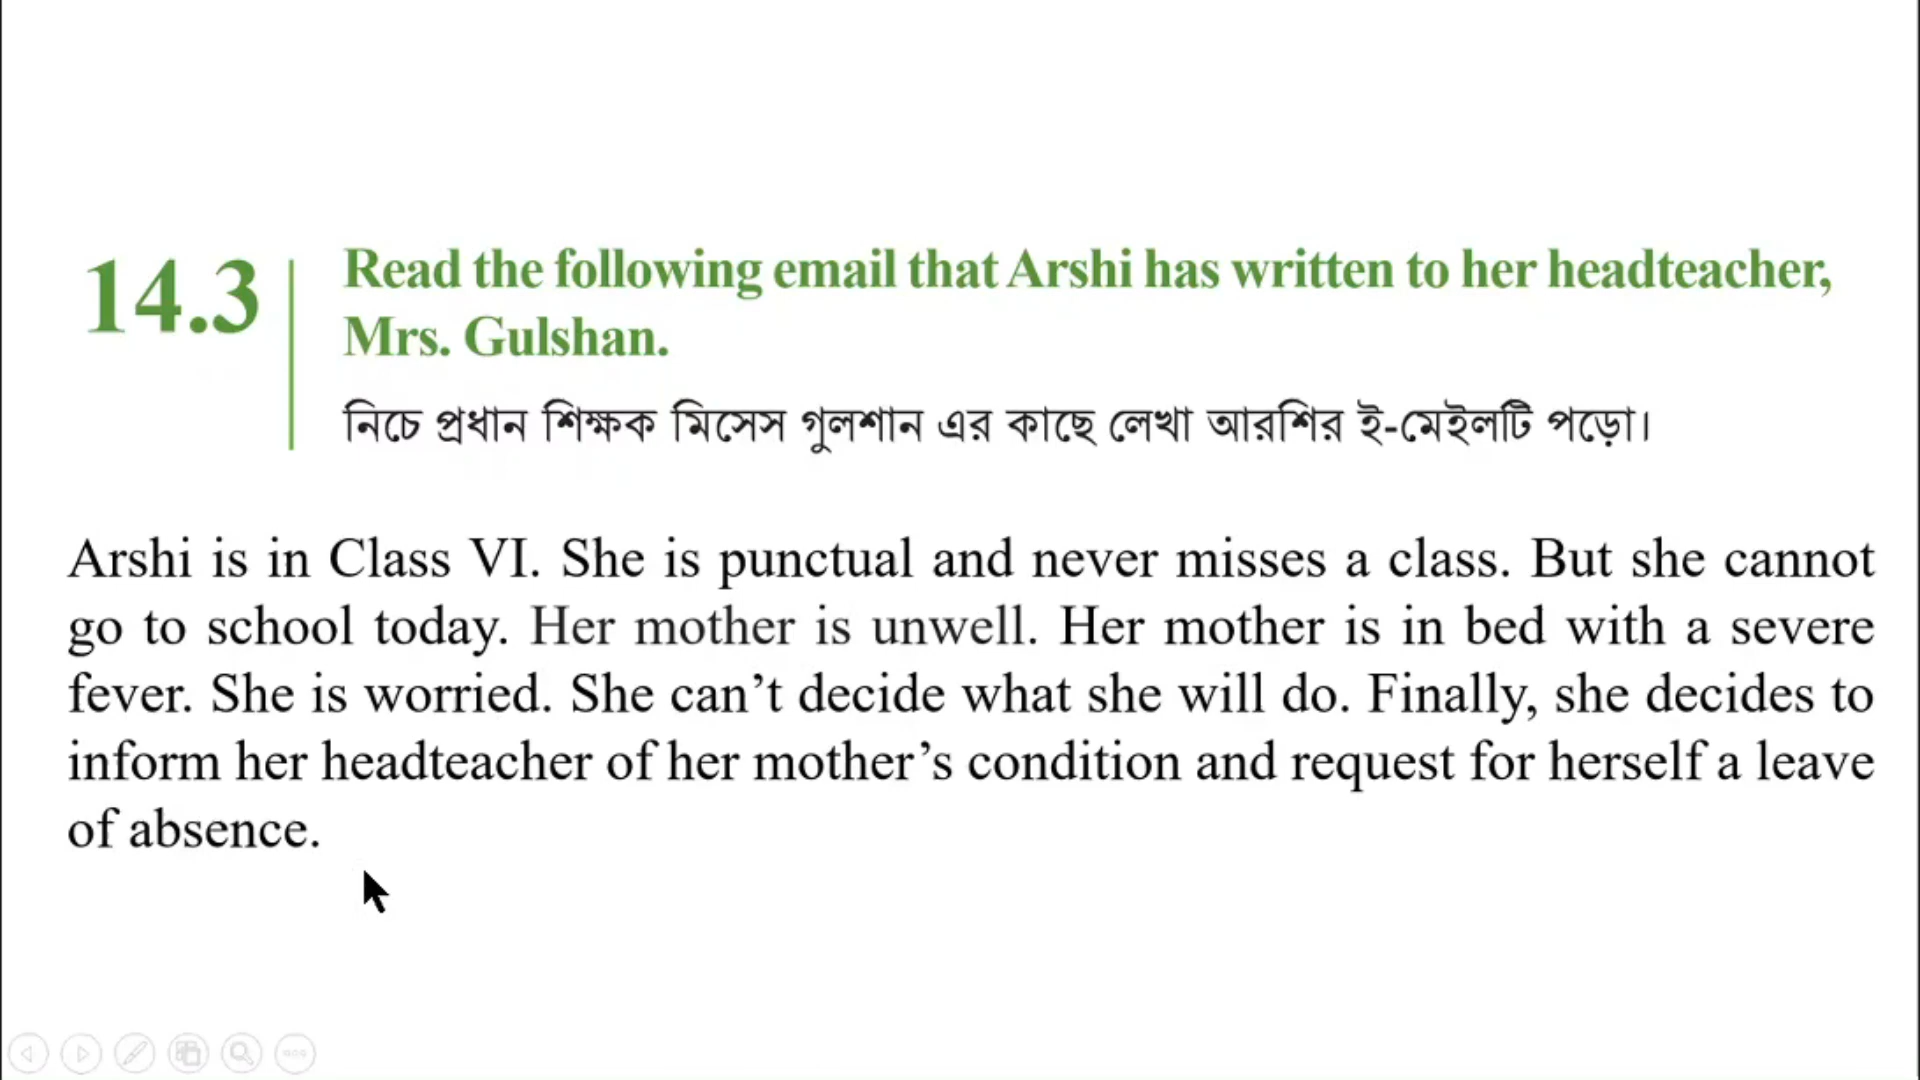 14.3
Read the following email that Arshi has written to her headteacher,
Mrs. Gulshan.
নিচে প্রধান শিক্ষক মিসেস গুলশান এর কাছে লেখা আরশির ই-মেইলটি পড়ো।
Arshi is in Class VI. She is punctual and never misses a class. But she cannot
go to school today. Her mother is unwell. Her mother is in bed with a severe
fever. She is worried. She can’t decide what she will do. Finally, she decides to
inform her headteacher of her mother’s condition and request for herself a leave
of absence.